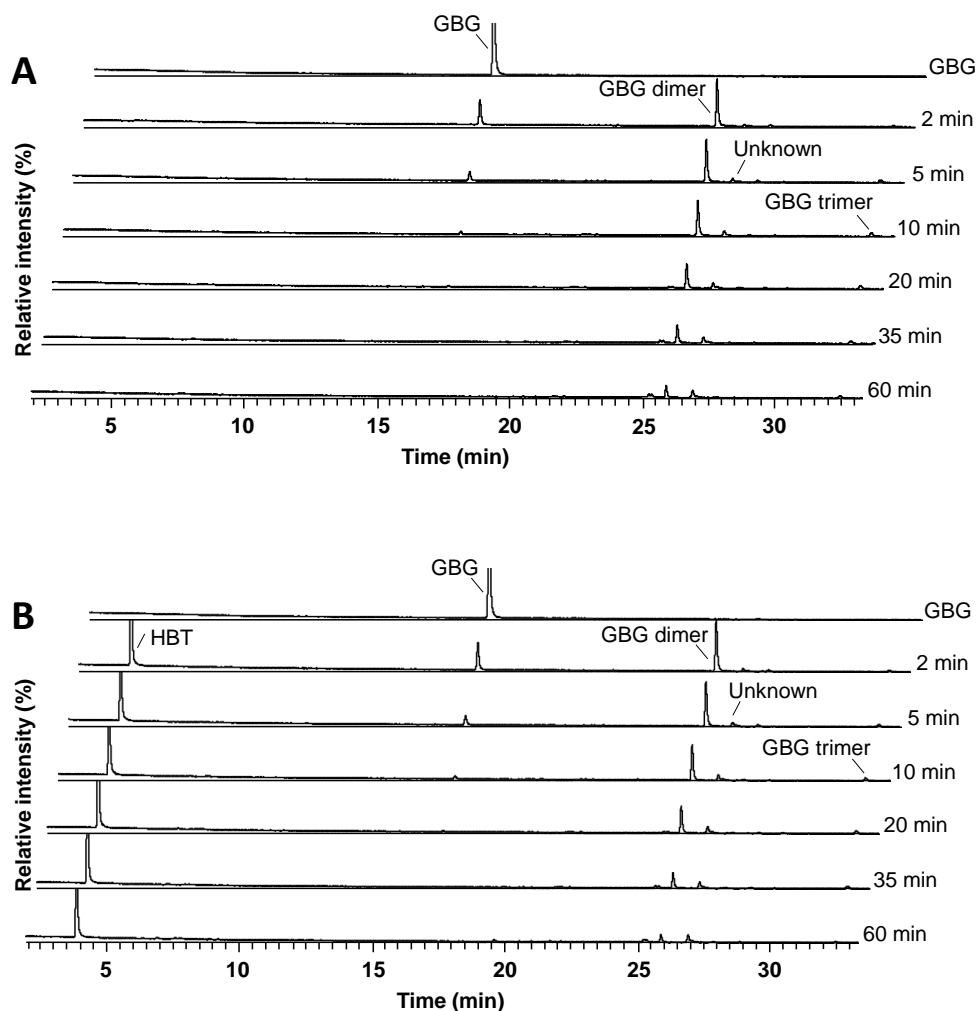 A
GBG
GBG
GBG dimer
2 min
Unknown
5 min
GBG trimer
10 min
20 min
35 min
60 min
Relative intensity (%)
5 10 15 20 25 30
Time (min)
B
GBG
GBG
HBT
GBG dimer
2 min
Unknown
5 min
GBG trimer
10 min
20 min
35 min
60 min
Relative intensity (%)
5 10 15 20 25 30
Time (min)